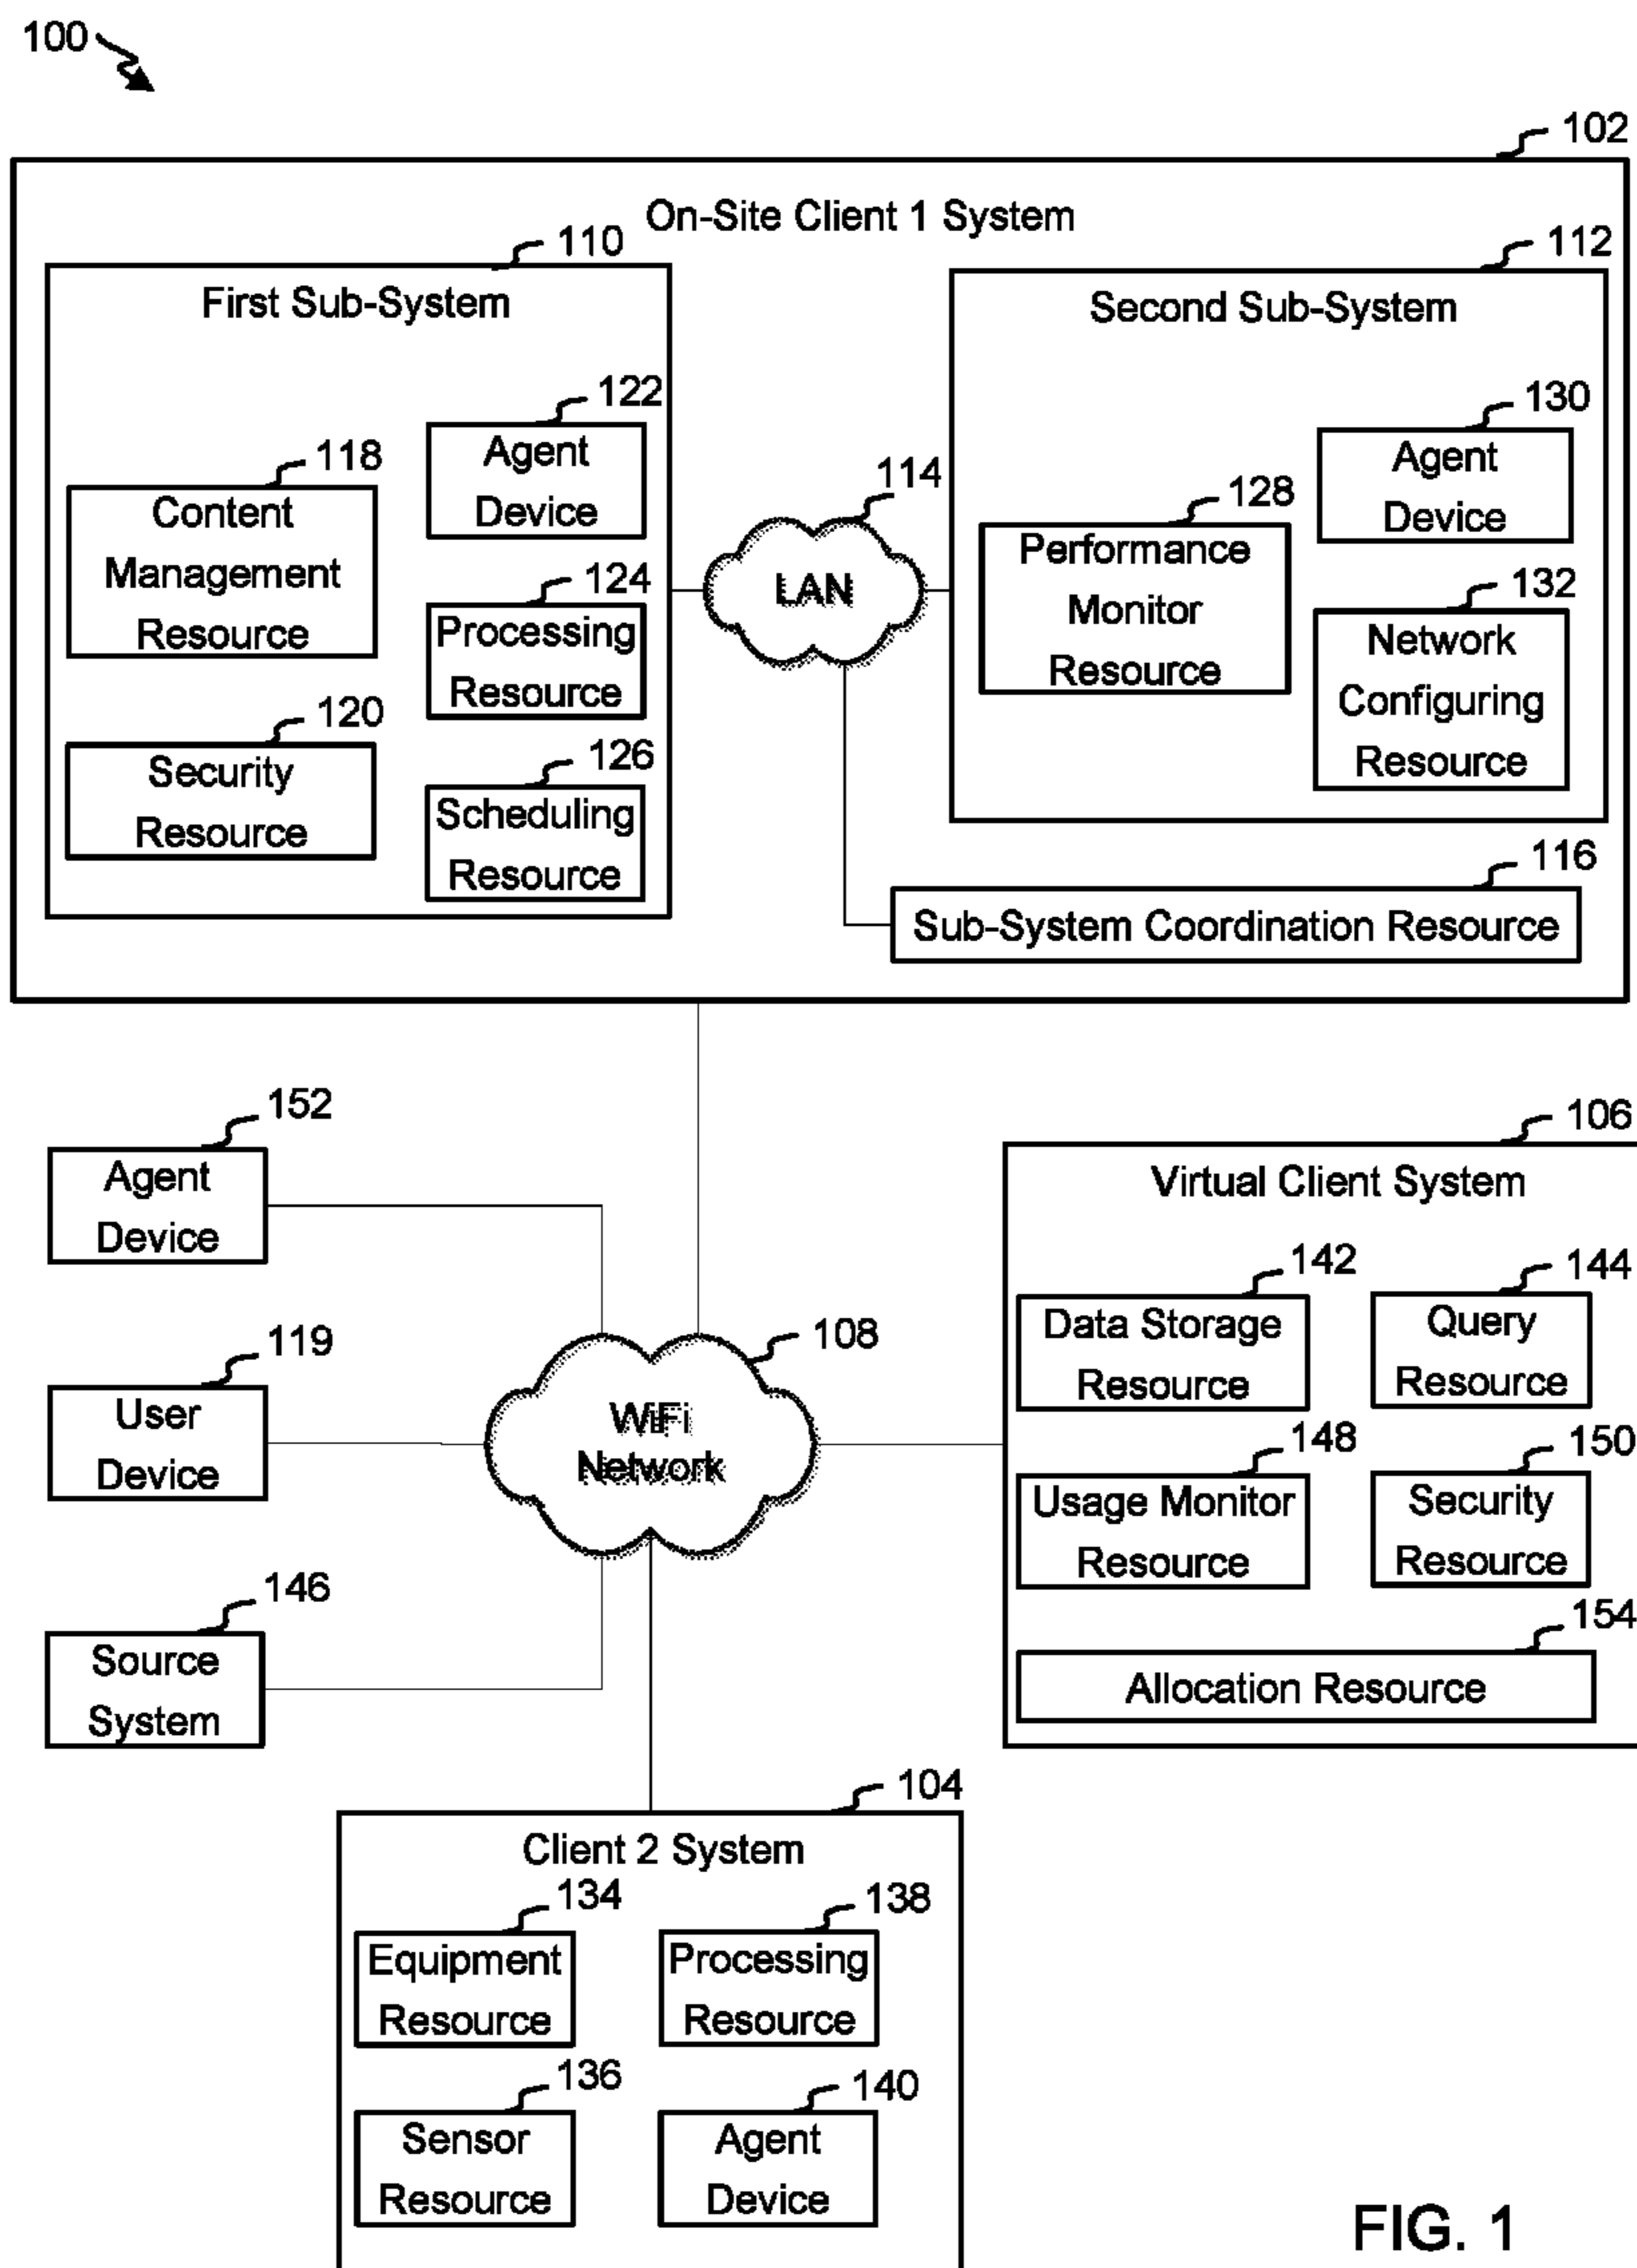 100
102
On-Site Client 1 System
110
112
First Sub-System
Second Sub-System
122
130
Agent
Device
Agent
Device
118
114
128
Content
Management
Resource
LAN
Performance
Monitor
Resource
124
132
Processing
Resource
Network
Configuring
Resource
120
126
Security
Resource
Scheduling
Resource
116
Sub-System Coordination Resource
152
106
Agent
Device
Virtual Client System
142
144
Data Storage
Resource
Query
Resource
119
108
User
Device
WiFi
Network
148
150
Usage Monitor
Resource
Security
Resource
146
154
Source
System
Allocation Resource
104
Client 2 System
134
138
Equipment
Resource
Processing
Resource
136
140
Sensor
Resource
Agent
Device
FIG. 1